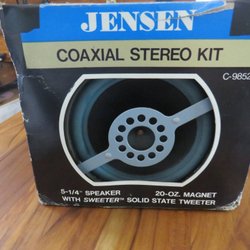 JENSEN
COAXIAL STEREO KIT
C-9852
5-1/4" SPEAKER 20-OZ. MAGNET
WITH SWEETER™ SOLID STATE TWEETER